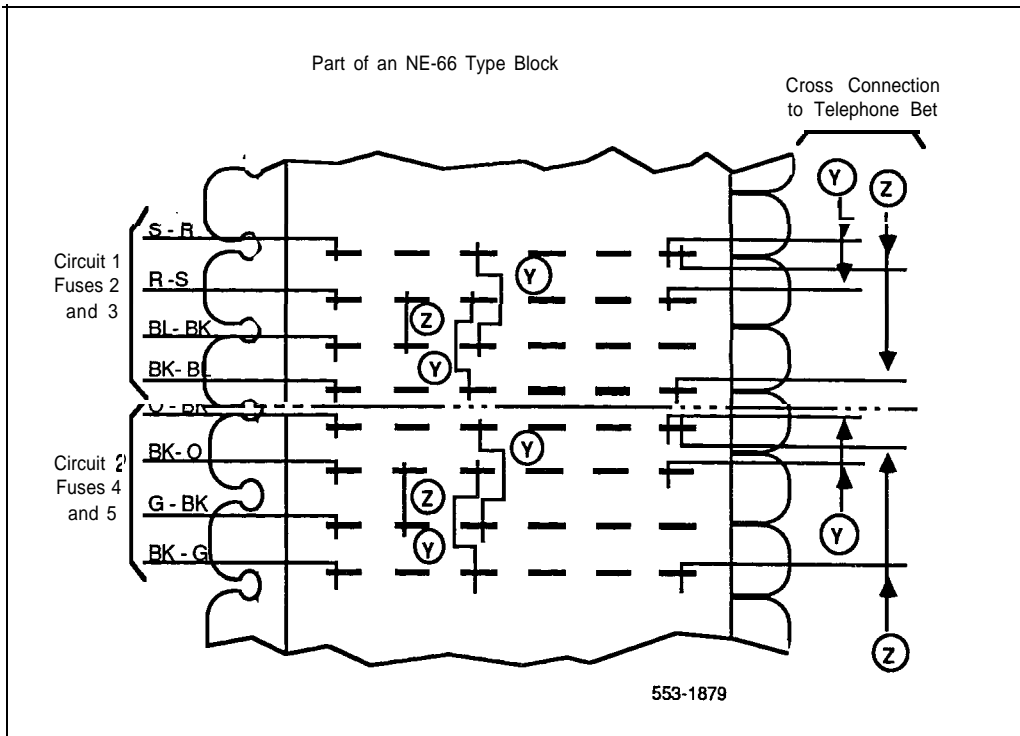 Part of an NE-66 Type Block
Cross Connection
to Telephone Bet
Y
Z
S - R
Circuit 1
Fuses 2
and 3
R - S
Y
Z
BL - BK
Y
BK - BL
O - BK
Y
Circuit 2
Fuses 4
and 5
BK - O
Z
G - BK
Y
Y
BK - G
Z
553-1879